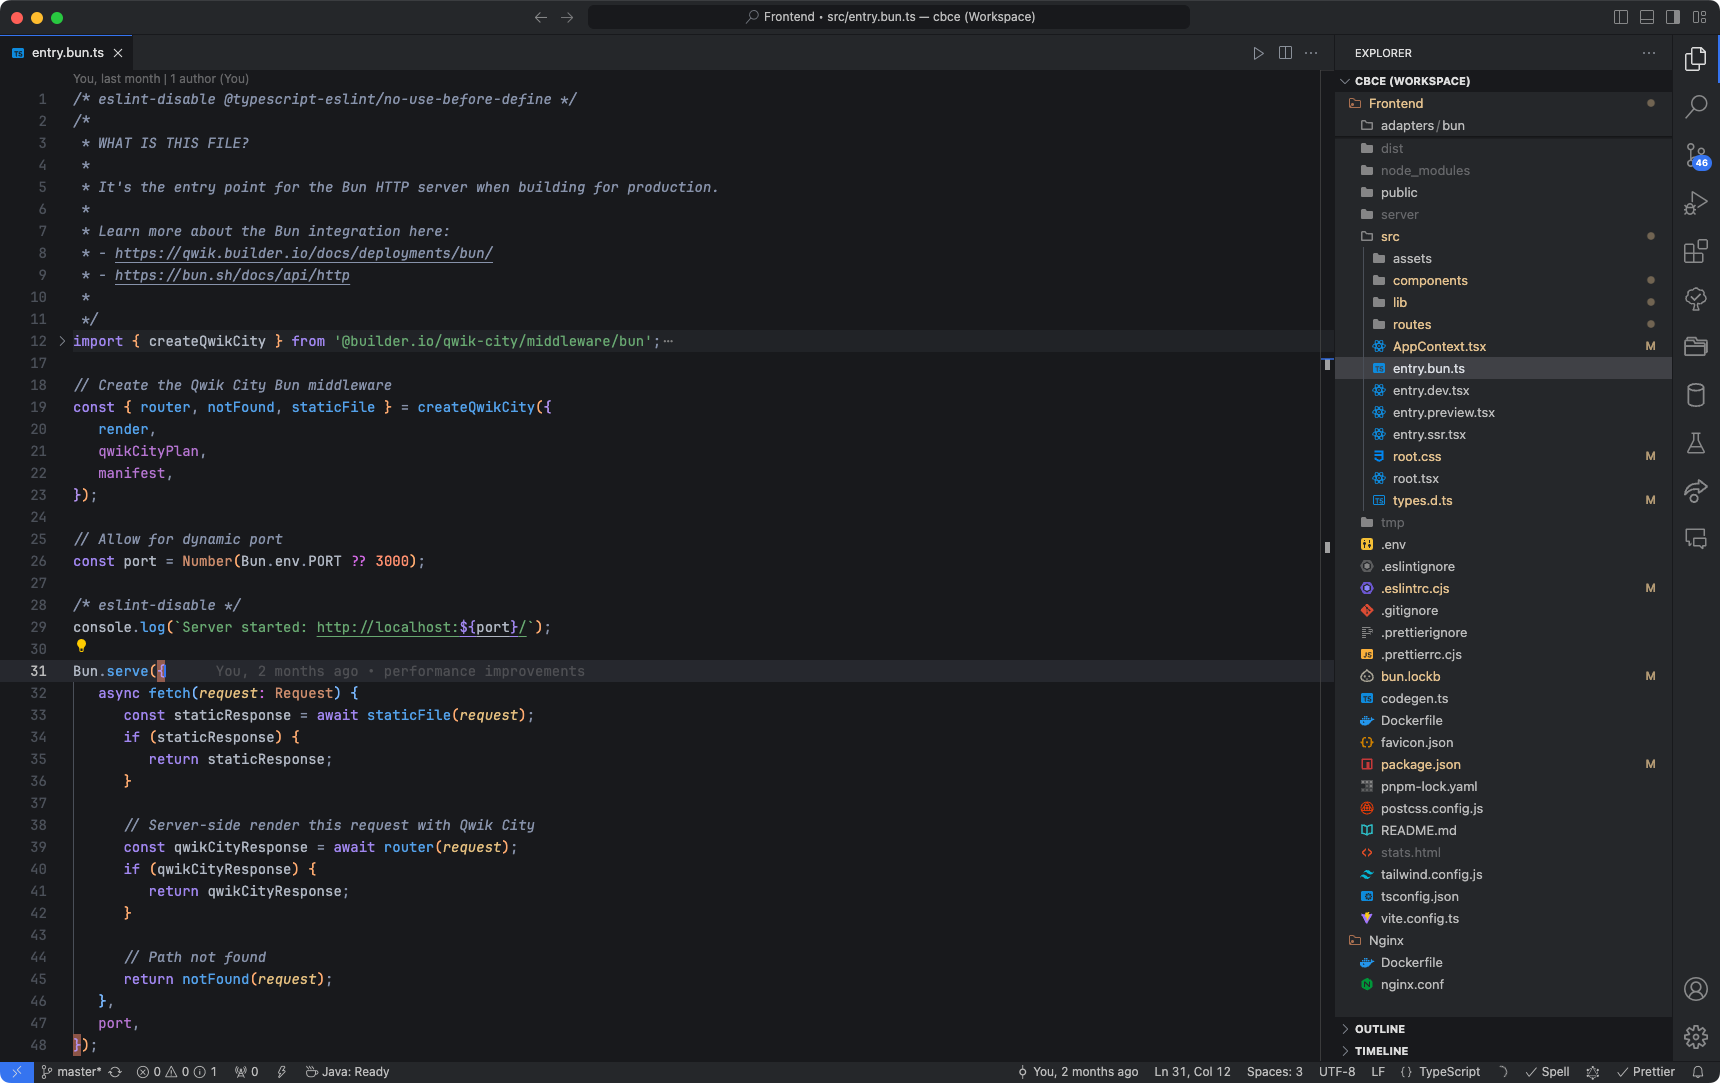 Frontend • src/entry.bun.ts — cbce (Workspace)
entry.bun.ts
You, last month | 1 author (You)
1 /* eslint-disable @typescript-eslint/no-use-before-define */
2 /*
3  * WHAT IS THIS FILE?
4  *
5  * It's the entry point for the Bun HTTP server when building for production.
6  *
7  * Learn more about the Bun integration here:
8  * - https://qwik.builder.io/docs/deployments/bun/
9  * - https://bun.sh/docs/api/http
10  *
11  */
12 import { createQwikCity } from '@builder.io/qwik-city/middleware/bun';⋯
17
18 // Create the Qwik City Bun middleware
19 const { router, notFound, staticFile } = createQwikCity({
20    render,
21    qwikCityPlan,
22    manifest,
23 });
24
25 // Allow for dynamic port
26 const port = Number(Bun.env.PORT ?? 3000);
27
28 /* eslint-disable */
29 console.log(`Server started: http://localhost:${port}/`);
30
31 Bun.serve({      You, 2 months ago • performance improvements
32    async fetch(request: Request) {
33       const staticResponse = await staticFile(request);
34       if (staticResponse) {
35          return staticResponse;
36       }
37
38       // Server-side render this request with Qwik City
39       const qwikCityResponse = await router(request);
40       if (qwikCityResponse) {
41          return qwikCityResponse;
42       }
43
44       // Path not found
45       return notFound(request);
46    },
47    port,
48 });
EXPLORER
CBCE (WORKSPACE)
Frontend
adapters/bun
dist
node_modules
public
server
src
assets
components
lib
routes
AppContext.tsx M
entry.bun.ts
entry.dev.tsx
entry.preview.tsx
entry.ssr.tsx
root.css M
root.tsx
types.d.ts M
tmp
.env
.eslintignore
.eslintrc.cjs M
.gitignore
.prettierignore
.prettierrc.cjs
bun.lockb M
codegen.ts
Dockerfile
favicon.json
package.json M
pnpm-lock.yaml
postcss.config.js
README.md
stats.html
tailwind.config.js
tsconfig.json
vite.config.ts
Nginx
Dockerfile
nginx.conf
OUTLINE
TIMELINE
46
master* 0 0 1 0 Java: Ready You, 2 months ago Ln 31, Col 12 Spaces: 3 UTF-8 LF {} TypeScript Spell Prettier